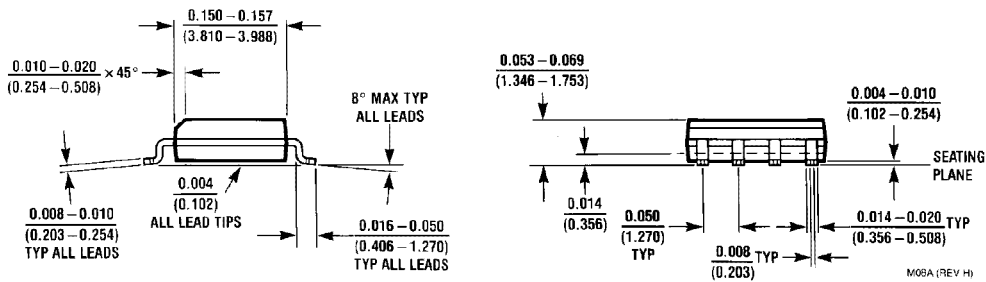 0.150 – 0.157
(3.810 – 3.988)
0.010 – 0.020
(0.254 – 0.508)
× 45°
8° MAX TYP
ALL LEADS
0.004
(0.102)
ALL LEAD TIPS
0.008 – 0.010
(0.203 – 0.254)
TYP ALL LEADS
0.016 – 0.050
(0.406 – 1.270)
TYP ALL LEADS
0.053 – 0.069
(1.346 – 1.753)
0.004 – 0.010
(0.102 – 0.254)
SEATING
PLANE
0.014
(0.356)
0.050
(1.270)
TYP
0.014 – 0.020
(0.356 – 0.508)
TYP
0.008
(0.203)
TYP
M08A (REV H)